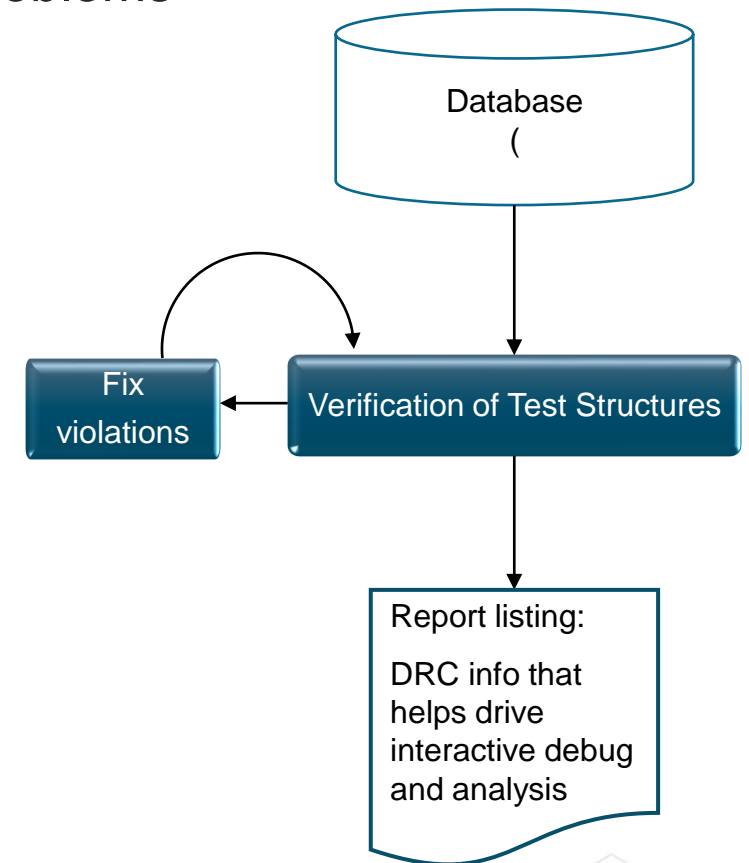 Database
(
Fix
violations
Verification of Test Structures
Report listing:
DRC info that
helps drive
interactive debug
and analysis